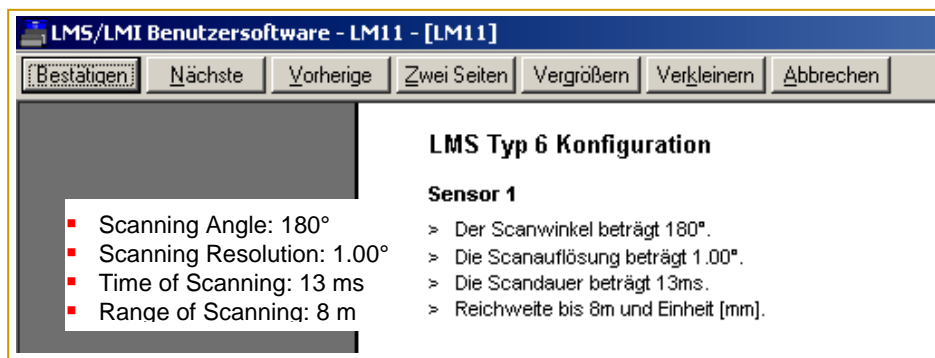 LMS/LMI Benutzersoftware - LM11 - [LM11]
Bestätigen Nächste Vorherige Zwei Seiten Vergrößern Verkleinern Abbrechen
LMS Typ 6 Konfiguration
Sensor 1
> Der Scanwinkel beträgt 180°.
> Die Scanauflösung beträgt 1.00°.
> Die Scandauer beträgt 13ms.
> Reichweite bis 8m und Einheit [mm].
▪ Scanning Angle: 180°
▪ Scanning Resolution: 1.00°
▪ Time of Scanning: 13 ms
▪ Range of Scanning: 8 m